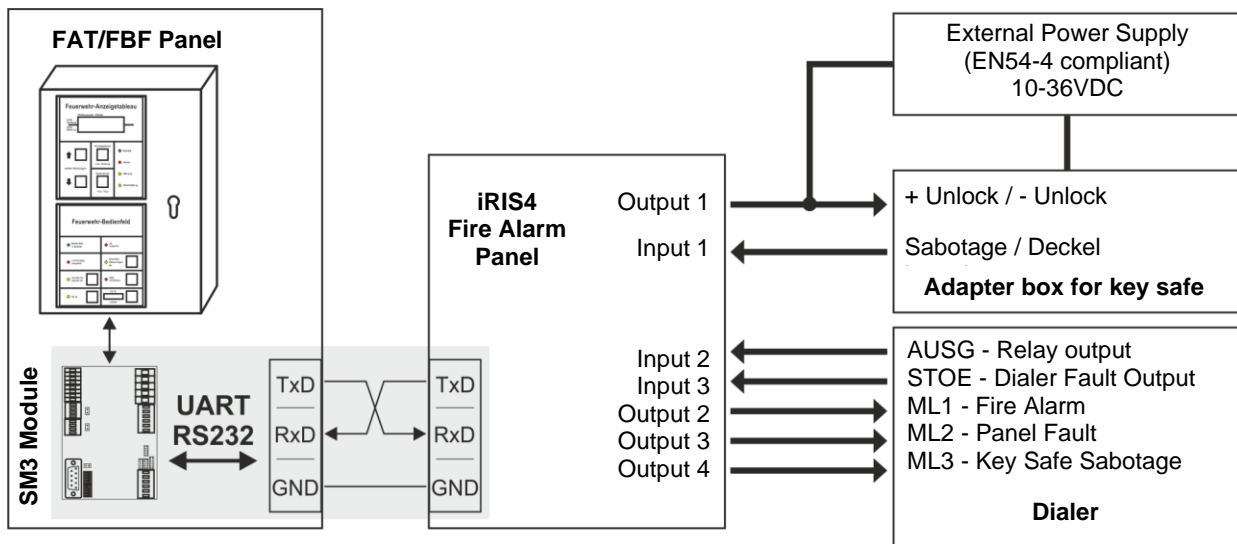 FAT/FBF Panel
Feuerwehr-Anzeigetableau
Feuerwehr-Bedienfeld
SM3 Module
UART
RS232
TxD
RxD
GND
TxD
RxD
GND
iRIS4
Fire Alarm
Panel
Output 1
Input 1
Input 2
Input 3
Output 2
Output 3
Output 4
External Power Supply
(EN54-4 compliant)
10-36VDC
+ Unlock / - Unlock
Sabotage / Deckel
Adapter box for key safe
AUSG - Relay output
STOE - Dialer Fault Output
ML1 - Fire Alarm
ML2 - Panel Fault
ML3 - Key Safe Sabotage
Dialer